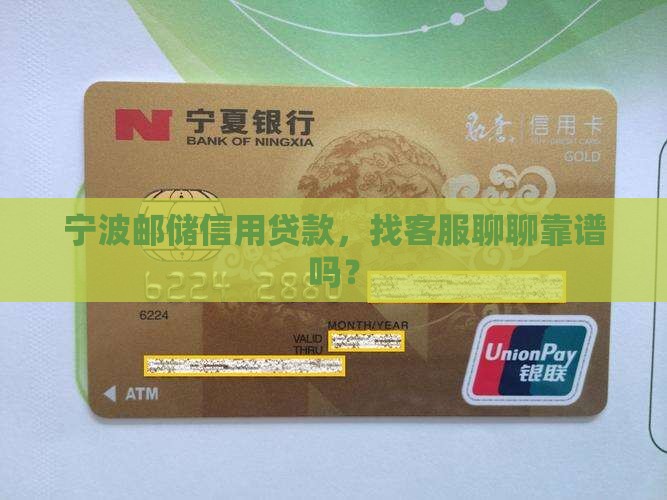 宁夏银行
BANK OF NINGXIA
信用卡
GOLD
宁波邮储信用贷款，找客服聊聊靠谱
吗？
6224 2880
6224
MONTH/YEAR
VALID
THRU
UnionPay
银联
ATM